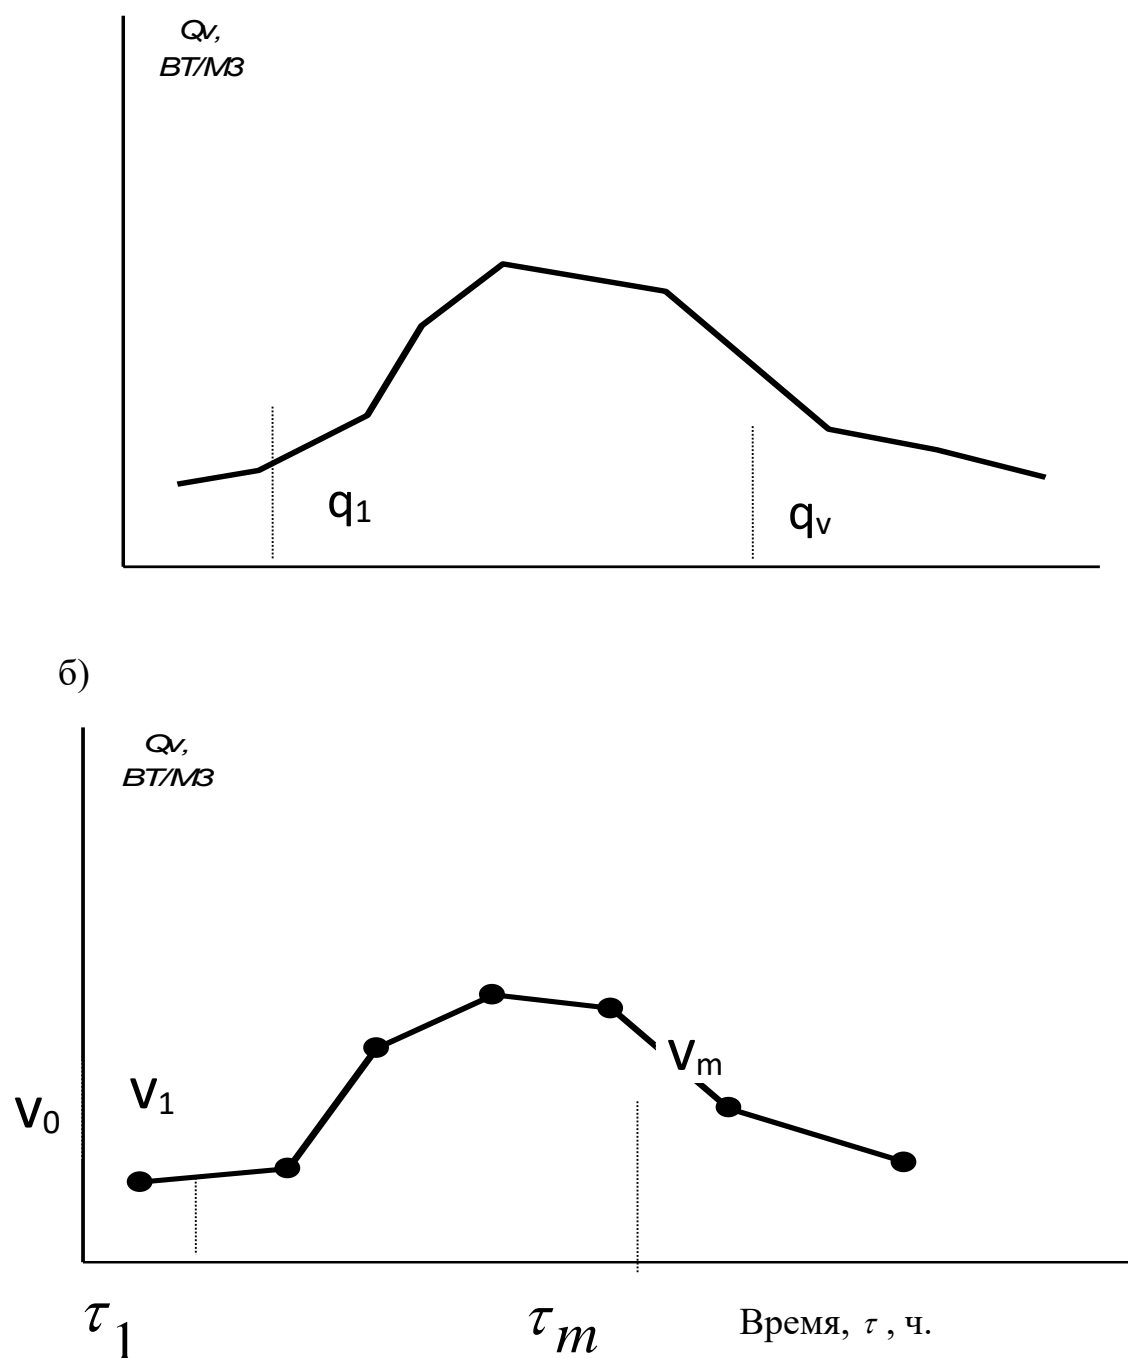 Qv,
ВТ/М3
q1
qv
б)
Qv,
ВТ/М3
vm
v1
v0
τ1
τm
Время, τ , ч.